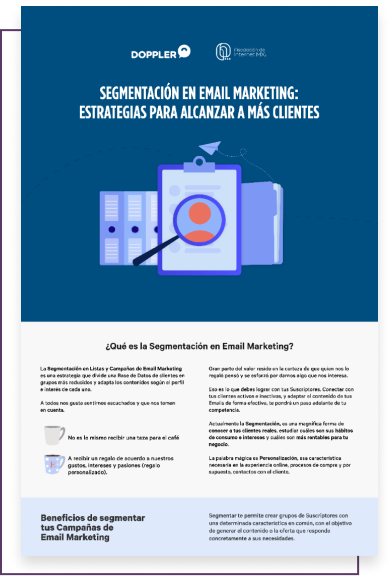 DOPPLER
Asociación de
Internet MX.
SEGMENTACIÓN EN EMAIL MARKETING:
ESTRATEGIAS PARA ALCANZAR A MÁS CLIENTES
¿Qué es la Segmentación en Email Marketing?
La Segmentación en Listas y Campañas de Email Marketing
es una estrategia que divide una Base de Datos de clientes en
grupos más reducidos y adapta los contenidos según el perfil
e interés de cada uno.
A todos nos gusta sentirnos escuchados y que nos tomen
en cuenta.
No es lo mismo recibir una taza para el café
A recibir un regalo de acuerdo a nuestros
gustos, intereses y pasiones (regalo
personalizado).
Gran parte del valor reside en la certeza de que quien nos lo
regaló pensó y se esforzó por darnos algo que nos interesa.
Eso es lo que debes lograr con tus Suscriptores. Conectar con
tus clientes activos e inactivos, y adaptar el contenido de tus
Emails de forma efectiva, te pondrá un paso adelante de tu
competencia.
Actualmente la Segmentación, es una magnífica forma de
conocer a tus clientes reales, estudiar cuáles son sus hábitos
de consumo e intereses y cuáles son más rentables para tu
negocio.
La palabra mágica es Personalización, esa característica
necesaria en la experiencia online, procesos de compra y por
supuesto, contactos con el cliente.
Beneficios de segmentar
tus Campañas de
Email Marketing
Segmentar te permite crear grupos de Suscriptores con
una determinada característica en común, con el objetivo
de generar el contenido o la oferta que responda
concretamente a sus necesidades.